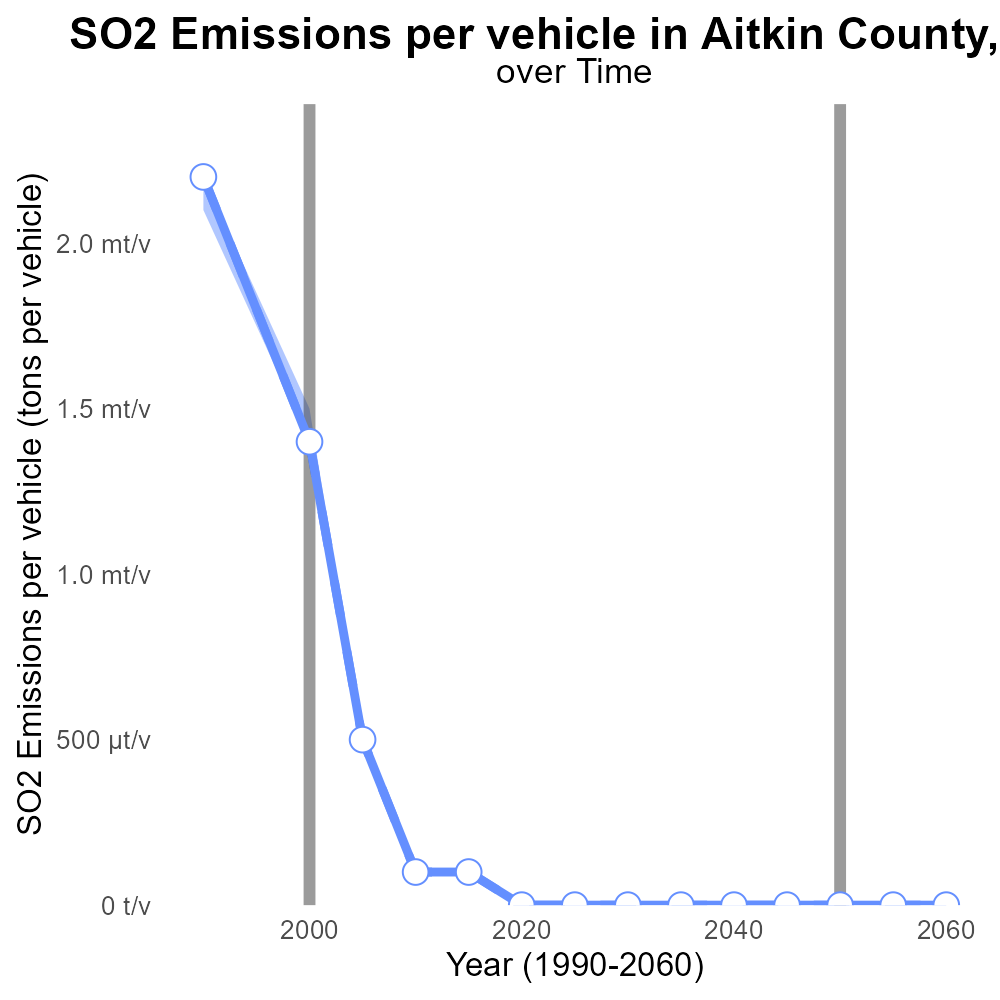 SO2 Emissions per vehicle in Aitkin County,
over Time
SO2 Emissions per vehicle (tons per vehicle)
2.0 mt/v
1.5 mt/v
1.0 mt/v
500 µt/v
0 t/v
2000 2020 2040 2060
Year (1990-2060)